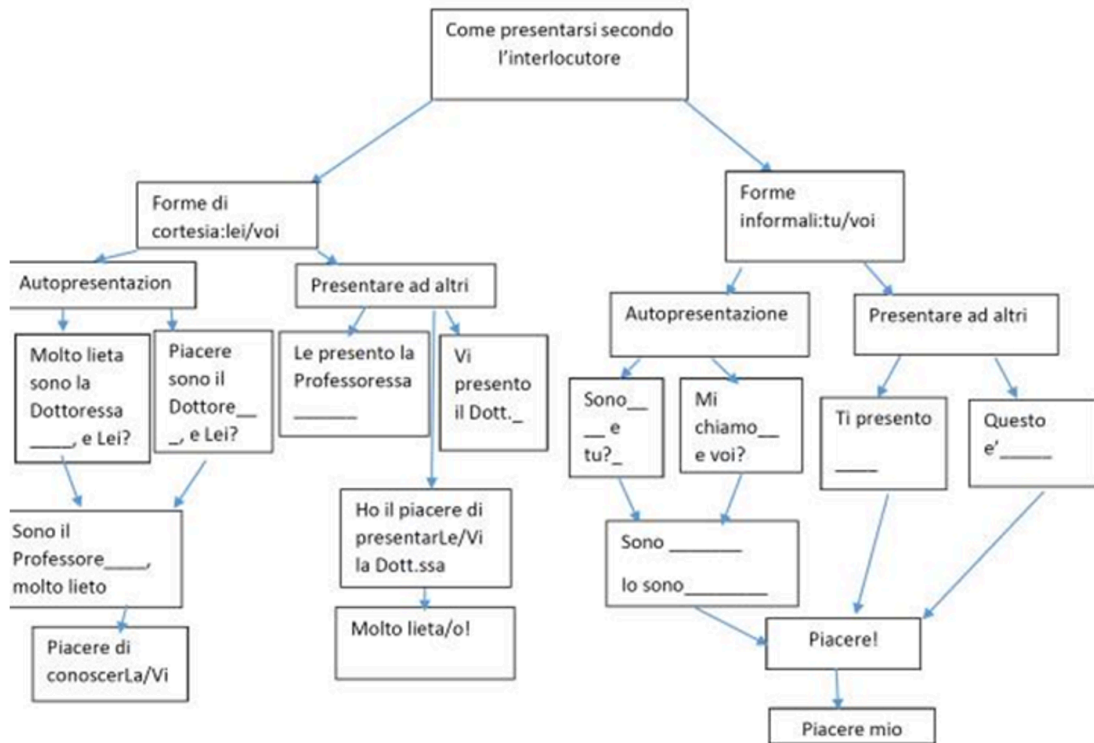 Come presentarsi secondo
l'interlocutore
Forme di
cortesia:lei/voi
Forme
informali:tu/voi
Autopresentazion
Presentare ad altri
Autopresentazione
Presentare ad altri
Molto lieta
sono la
Dottoressa
_____, e Lei?
Piacere
sono il
Dottore__
_, e Lei?
Le presento la
Professoressa
______
Vi
presento
il Dott._
Sono__
__ e
tu?_
Mi
chiamo__
e voi?
Ti presento
____
Questo
e'_____
Sono il
Professore____,
molto lieto
Ho il piacere di
presentarLe/Vi
la Dott.ssa
Sono _______
Io sono________
Piacere di
conoscerLa/Vi
Molto lieta/o!
Piacere!
Piacere mio